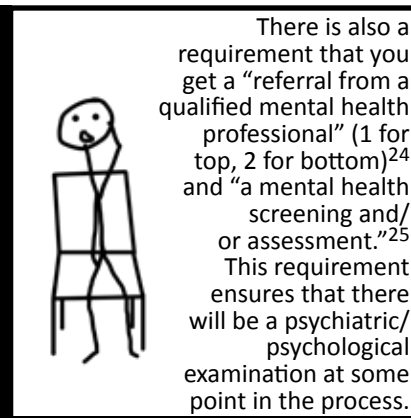 There is also a
requirement that you
get a “referral from a
qualified mental health
professional” (1 for
top, 2 for bottom)24
and “a mental health
screening and/
or assessment.”25
This requirement
ensures that there
will be a psychiatric/
psychological
examination at some
point in the process.